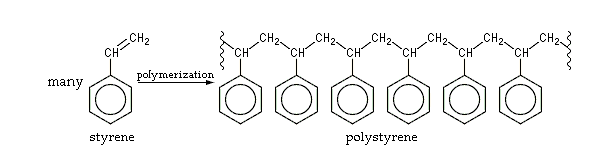 CH₂ CH₂ CH₂ CH₂ CH₂ CH₂ CH₂
CH CH CH CH CH CH CH
many polymerization
styrene polystyrene